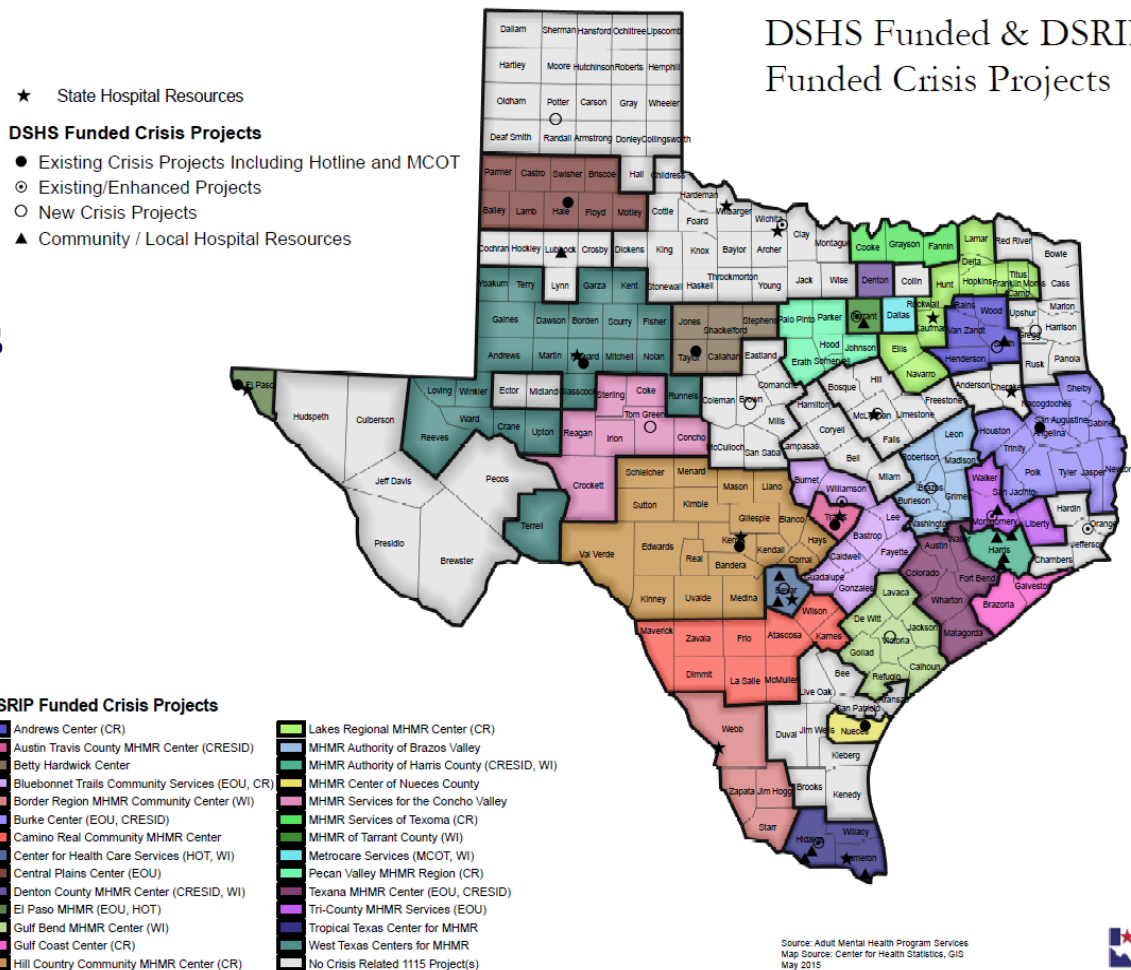 DSHS Funded & DSRIP
Funded Crisis Projects
★ State Hospital Resources
DSHS Funded Crisis Projects
Existing Crisis Projects Including Hotline and MCOT
Existing/Enhanced Projects
New Crisis Projects
Community / Local Hospital Resources
Dallam Sherman Hansford Ochiltree Lipscomb
Hartley Moore Hutchinson Roberts Hemphill
Oldham Potter Carson Gray Wheeler
Deaf Smith Randall Armstrong Donley Collingsworth
Parmer Castro Swisher Briscoe Hall Childress
Bailey Lamb Hale Floyd Motley Cottle Foard Hardeman Wilbarger Wichita Clay Montague Cooke Grayson Fannin Lamar Red River Bowie
Cochran Hockley Lubbock Crosby Dickens King Knox Baylor Archer Jack Wise Denton Collin Hunt Delta Hopkins Franklin Titus Morris Camp Cass
Yoakum Terry Lynn Garza Kent Stonewall Haskell Throckmorton Young Rockwall Rains Wood Upshur Marion
Gaines Dawson Borden Scurry Fisher Jones Shackelford Stephens Palo Pinto Parker Tarrant Dallas Kaufman Van Zandt Smith Gregg Harrison
Andrews Martin Howard Mitchell Nolan Taylor Callahan Eastland Erath Hood Somervell Johnson Ellis Navarro Henderson Rusk Panola
El Paso Hudspeth Culberson Loving Winkler Ector Midland Glasscock Sterling Coke Runnels Coleman Brown Comanche Hamilton Bosque Hill Freestone Anderson Cherokee Nacogdoches Shelby
Reeves Ward Crane Upton Reagan Irion Tom Green Concho McCulloch San Saba Mills Lampasas Coryell McLennan Limestone Falls Bell Milam Leon Houston Trinity Angelina San Augustine Sabine
Jeff Davis Pecos Crockett Schleicher Menard Mason Llano Burnet Williamson Robertson Madison Brazos Grimes Walker Polk Tyler Jasper Newton San Jacinto
Presidio Brewster Terrell Sutton Kimble Gillespie Blanco Travis Lee Burleson Washington Montgomery Liberty Hardin Orange
Val Verde Edwards Real Kerr Kendall Bandera Comal Hays Caldwell Bastrop Fayette Austin Waller Harris Chambers Jefferson
Kinney Uvalde Medina Bexar Guadalupe Gonzales Lavaca Colorado Fort Bend Wharton Brazoria Galveston
Maverick Zavala Frio Atascosa Wilson Karnes De Witt Victoria Jackson Matagorda
Dimmit La Salle McMullen Live Oak Bee Goliad Refugio Calhoun Aransas
Webb Duval Jim Wells San Patricio Nueces Kleberg
Zapata Jim Hogg Brooks Kenedy
Starr Hidalgo Willacy Cameron
SRIP Funded Crisis Projects
Andrews Center (CR)
Austin Travis County MHMR Center (CRESID)
Betty Hardwick Center
Bluebonnet Trails Community Services (EOU, CR)
Border Region MHMR Community Center (WI)
Burke Center (EOU, CRESID)
Camino Real Community MHMR Center
Center for Health Care Services (HOT, WI)
Central Plains Center (EOU)
Denton County MHMR Center (CRESID, WI)
El Paso MHMR (EOU, HOT)
Gulf Bend MHMR Center (WI)
Gulf Coast Center (CR)
Hill Country Community MHMR Center (CR)
Lakes Regional MHMR Center (CR)
MHMR Authority of Brazos Valley
MHMR Authority of Harris County (CRESID, WI)
MHMR Center of Nueces County
MHMR Services for the Concho Valley
MHMR Services of Texoma (CR)
MHMR of Tarrant County (WI)
Metrocare Services (MCOT, WI)
Pecan Valley MHMR Region (CR)
Texana MHMR Center (EOU, CRESID)
Tri-County MHMR Services (EOU)
Tropical Texas Center for MHMR
West Texas Centers for MHMR
No Crisis Related 1115 Project(s)
Source: Adult Mental Health Program Services
Map Source: Center for Health Statistics, GIS
May 2015